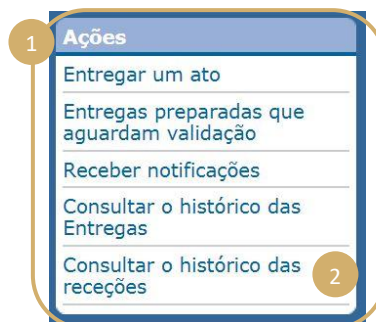 1
Ações
Entregar um ato
Entregas preparadas que
aguardam validação
Receber notificações
Consultar o histórico das
Entregas
Consultar o histórico das
receções
2